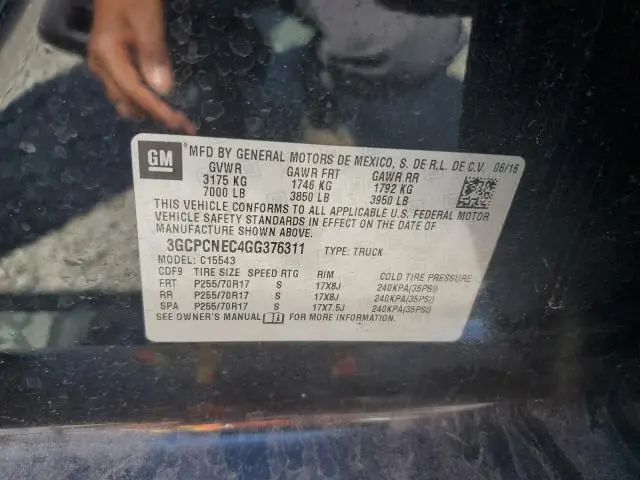 GM
MFD BY GENERAL MOTORS DE MEXICO, S. DE R.L. DE C.V. 06/16
GVWR GAWR FRT GAWR RR
3175 KG 1746 KG 1792 KG
7000 LB 3850 LB 3950 LB
THIS VEHICLE CONFORMS TO ALL APPLICABLE U.S. FEDERAL MOTOR
VEHICLE SAFETY STANDARDS IN EFFECT ON THE DATE OF
MANUFACTURE SHOWN ABOVE.
3GCPCNEC4GG376311 TYPE: TRUCK
MODEL: C15543
CDF9 TIRE SIZE SPEED RTG RIM COLD TIRE PRESSURE
FRT P255/70R17 S 17X8J 240KPA(35PSI)
RR P255/70R17 S 17X8J 240KPA(35PSI)
SPA P255/70R17 S 17X7.5J 240KPA(35PSI)
SEE OWNER'S MANUAL FOR MORE INFORMATION.